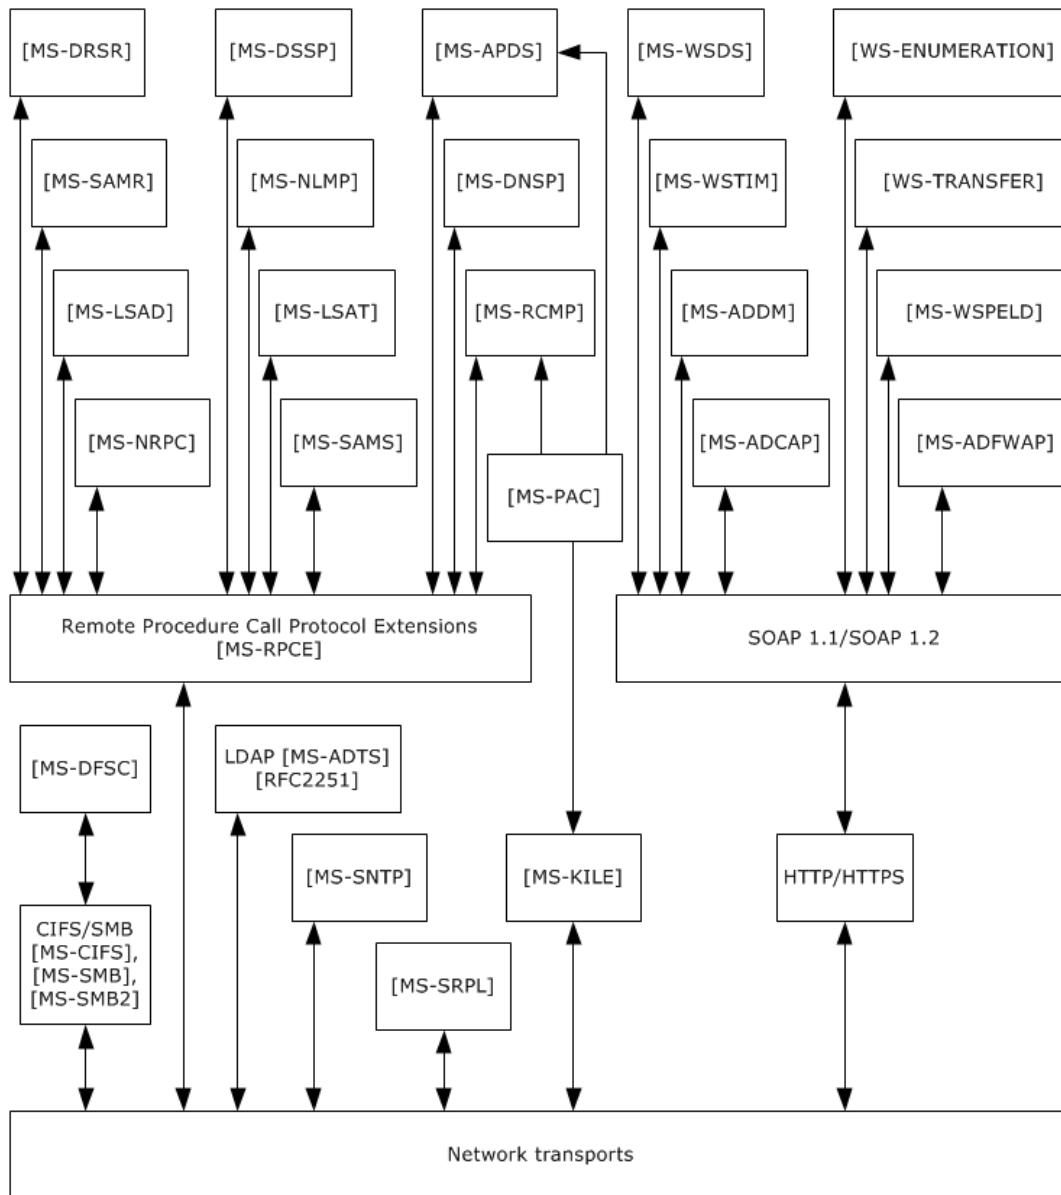 [MS-DRSR]
[MS-DSSP]
[MS-APDS]
[MS-WSDS]
[WS-ENUMERATION]
[MS-SAMR]
[MS-NLMP]
[MS-DNSP]
[MS-WSTIM]
[WS-TRANSFER]
[MS-LSAD]
[MS-LSAT]
[MS-RCMP]
[MS-ADDM]
[MS-WSPELD]
[MS-NRPC]
[MS-SAMS]
[MS-ADCAP]
[MS-ADFWAP]
[MS-PAC]
Remote Procedure Call Protocol Extensions
[MS-RPCE]
SOAP 1.1/SOAP 1.2
[MS-DFSC]
LDAP [MS-ADTS]
[RFC2251]
[MS-SNTP]
[MS-KILE]
HTTP/HTTPS
CIFS/SMB
[MS-CIFS],
[MS-SMB],
[MS-SMB2]
[MS-SRPL]
Network transports